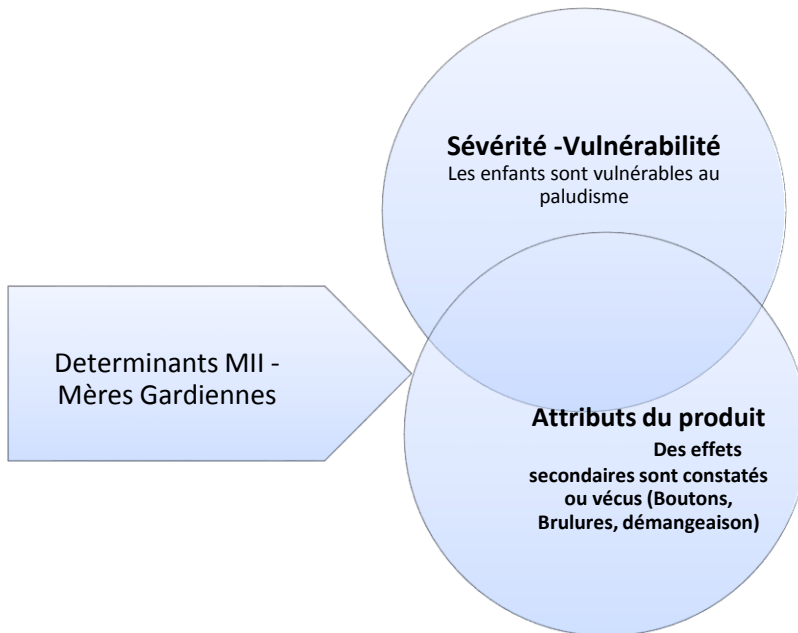 Sévérité -Vulnérabilité
Les enfants sont vulnérables au
paludisme
Determinants MII -
Mères Gardiennes
Attributs du produit
Des effets
secondaires sont constatés
ou vécus (Boutons,
Brulures, démangeaison)